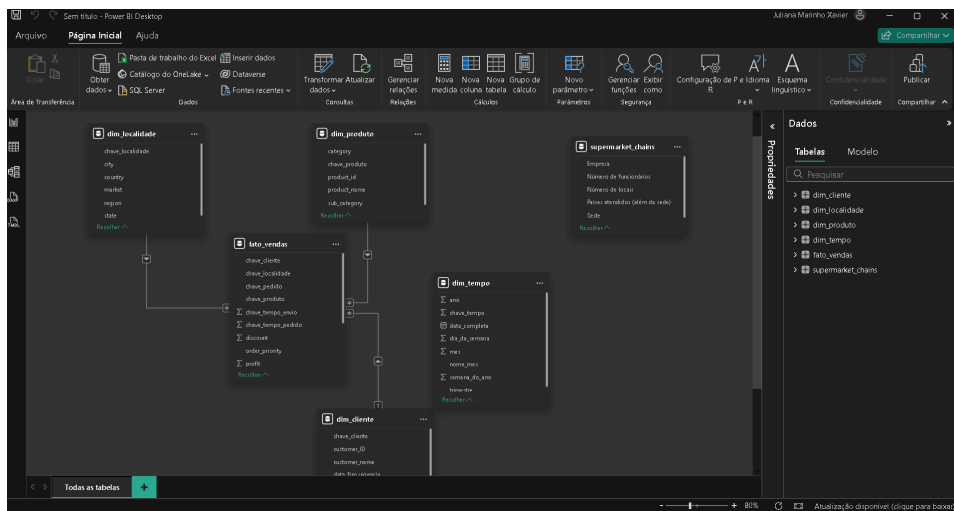 Sem título - Power BI Desktop
Juliana Marinho Xavier
Arquivo
Página Inicial
Ajuda
Compartilhar
Colar
Obter
dados
Pasta de trabalho do Excel
Catálogo do OneLake
SQL Server
Inserir dados
Dataverse
Fontes recentes
Transformar
dados
Atualizar
Gerenciar
relações
Nova
medida
Nova
coluna
Nova
tabela
Grupo de
cálculo
Novo
parâmetro
Gerenciar
funções
Exibir
como
Configuração de P e
R
Idioma
Esquema
linguístico
Confidencialidade
Publicar
Área de Transferência
Dados
Consultas
Relações
Cálculos
Parâmetros
Segurança
P e R
Confidencialidade
Compartilhar
dim_localidade
chave_localidade
city
country
market
region
state
Recolher
dim_produto
category
chave_produto
product_id
product_name
sub_category
Recolher
supermarket_chains
Empresa
Número de funcionários
Número de locais
Países atendidos (além da sede)
Sede
Recolher
fato_vendas
chave_cliente
chave_localidade
chave_pedido
chave_produto
∑ chave_tempo_envio
∑ chave_tempo_pedido
∑ discount
order_priority
∑ profit
Recolher
dim_tempo
∑ ano
∑ chave_tempo
data_completa
∑ dia_da_semana
∑ mes
nome_mes
∑ semana_do_ano
trimestre
Recolher
dim_cliente
chave_cliente
customer_ID
customer_name
data_fim_vigencia
1
Propriedades
Dados
Tabelas
Modelo
Pesquisar
dim_cliente
dim_localidade
dim_produto
dim_tempo
fato_vendas
supermarket_chains
Todas as tabelas
80%
Atualização disponível (clique para baixar)